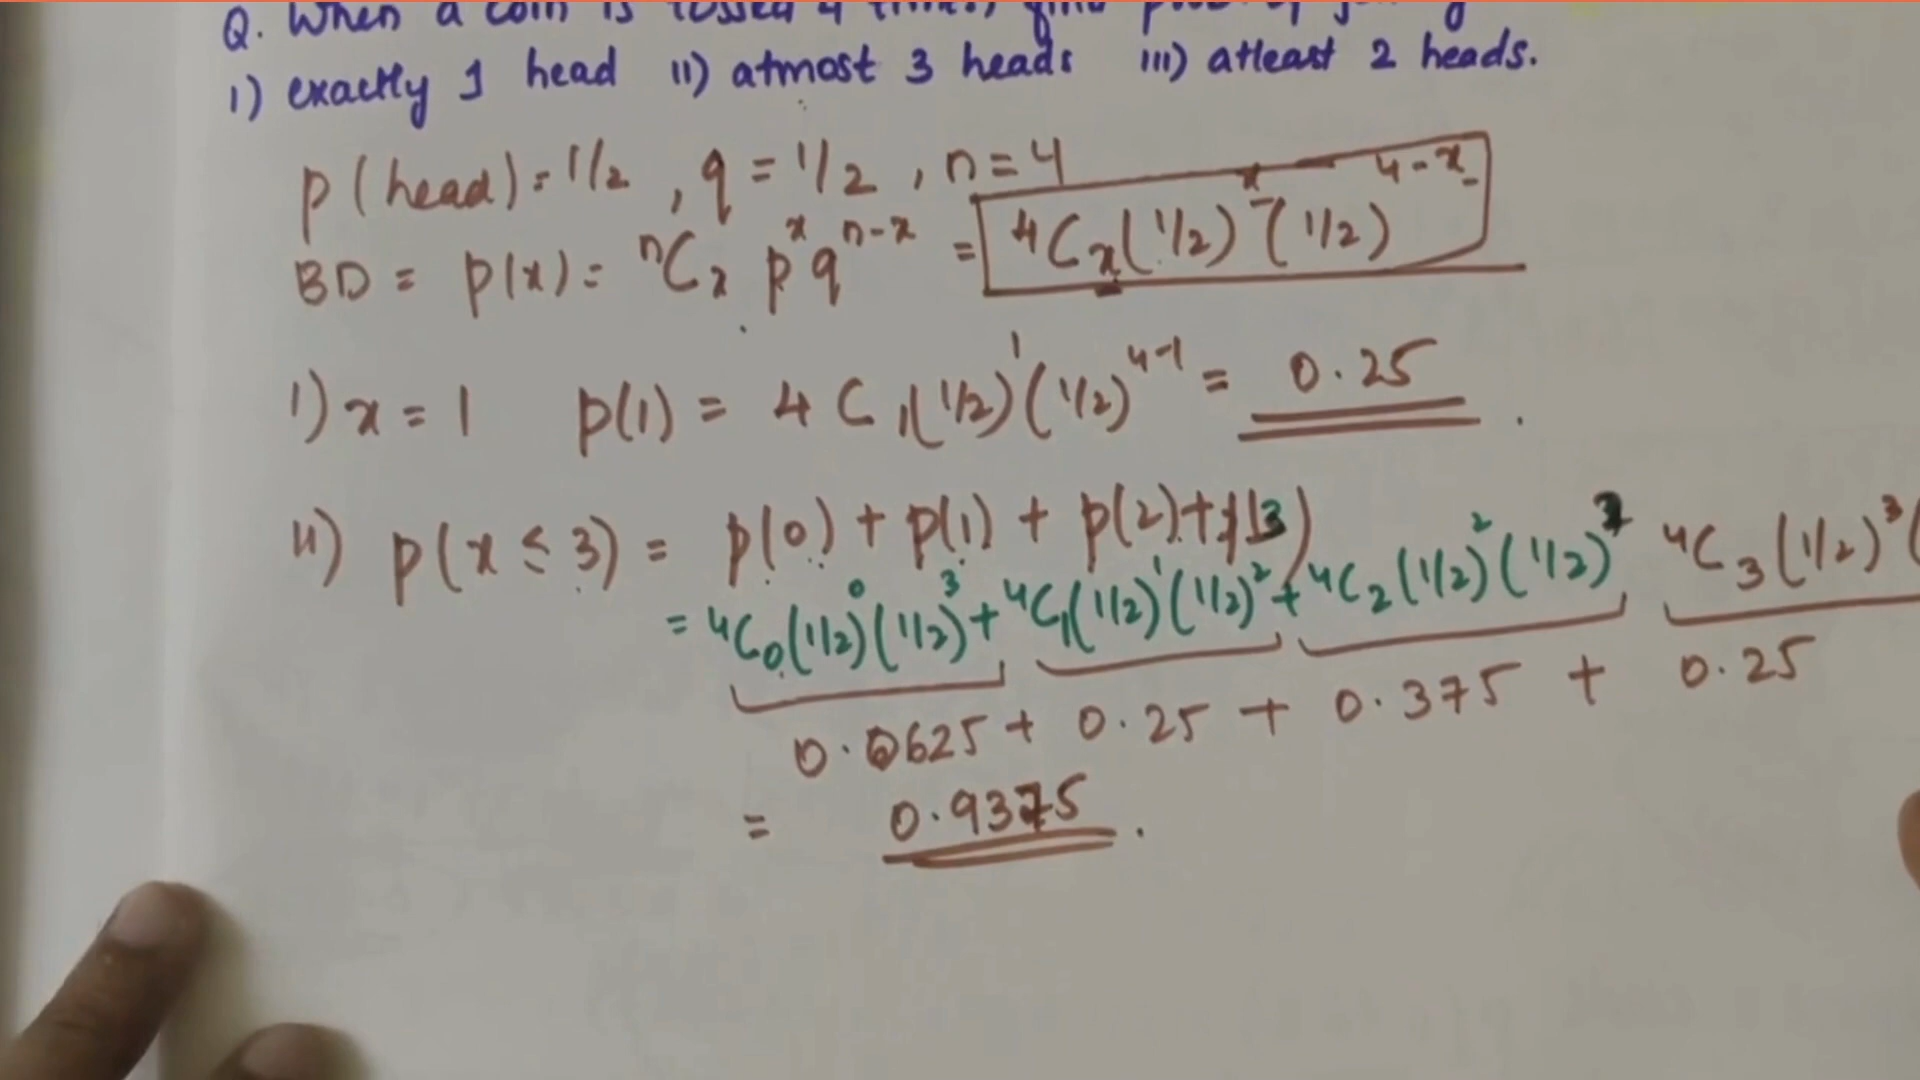 Q. When a coin is tossed 4 times, find prob. of getting
i) exactly 1 head ii) atmost 3 heads iii) atleast 2 heads.
p(head) = 1/2 , q = 1/2 , n = 4
BD = p(x) = ⁿCₓ pˣ qⁿ⁻ˣ = 4Cₓ (1/2)ˣ (1/2)⁴⁻ˣ
i) x = 1 p(1) = 4C₁ (1/2)¹ (1/2)⁴⁻¹ = 0.25
ii) p(x ≤ 3) = p(0) + p(1) + p(2) + p(3)
= ⁴C₀ (1/2)⁰ (1/2)³ + ⁴C₁ (1/2)¹ (1/2)² + ⁴C₂ (1/2)² (1/2) ⁴C₃ (1/2)³ (
0.0625 + 0.25 + 0.375 + 0.25
= 0.9375